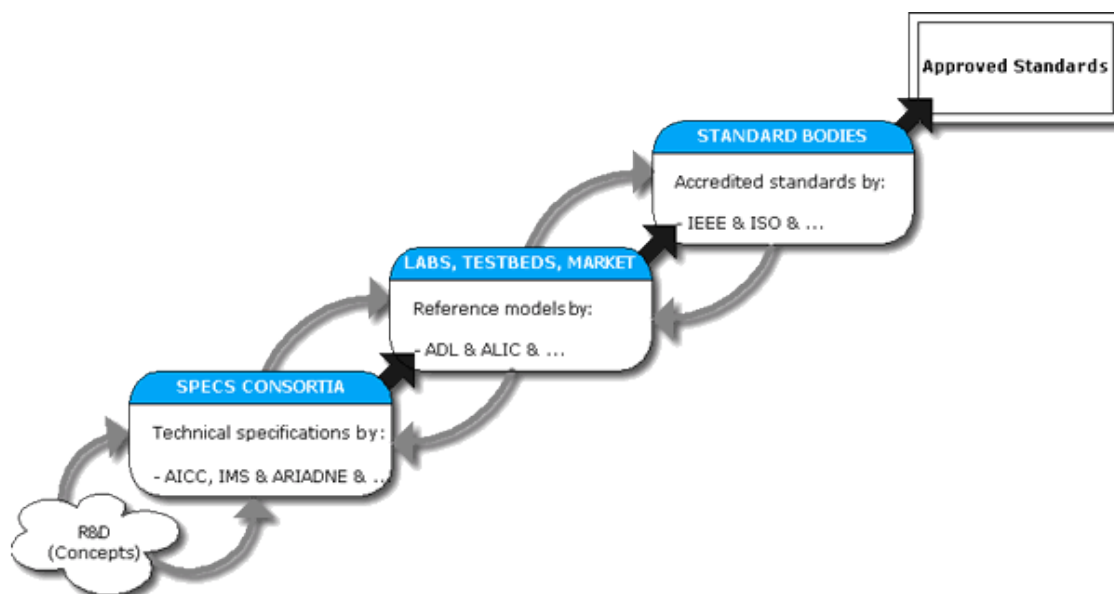 Approved Standards
STANDARD BODIES
Accredited standards by:
- IEEE & ISO & ...
LABS, TESTBEDS, MARKET
Reference models by:
- ADL & ALIC & ...
SPECS CONSORTIA
Technical specifications by:
- AICC, IMS & ARIADNE & ...
R&D
(Concepts)